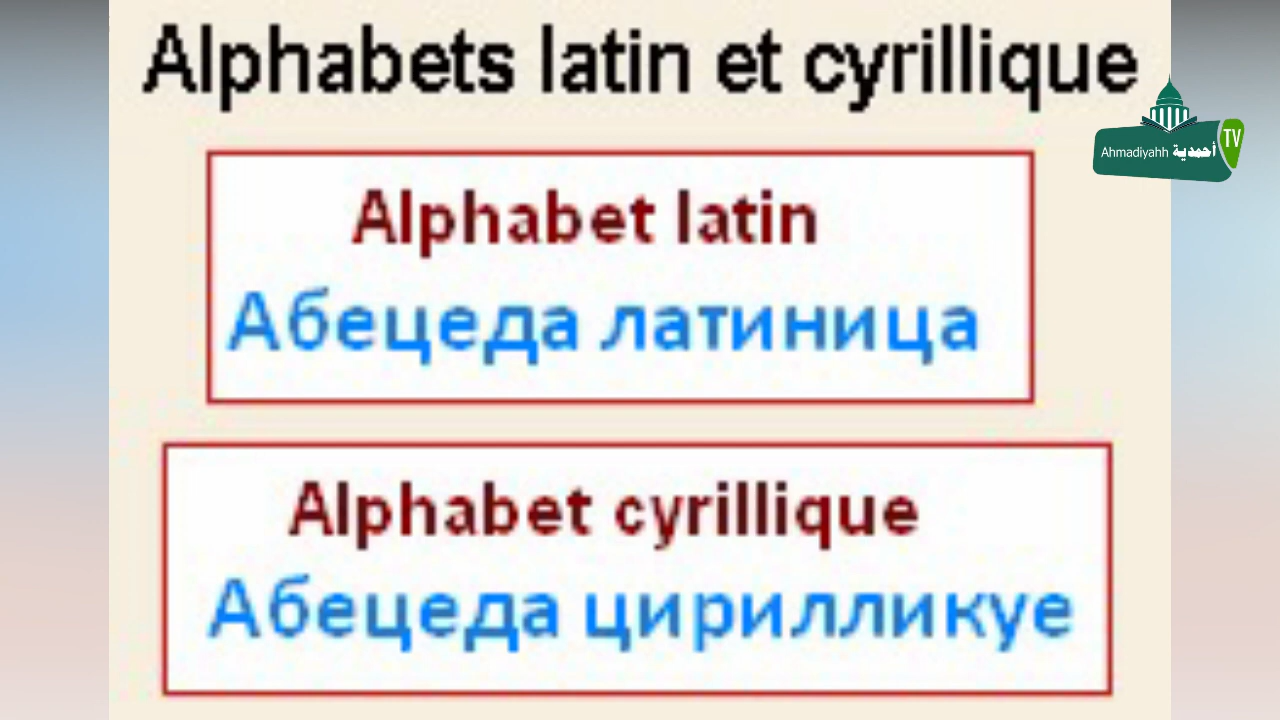 Alphabets latin et cyrillique
Ahmadiyahh أحمدية TV
Alphabet latin
Абецеда латиница
Alphabet cyrillique
Абецеда цирилликуе